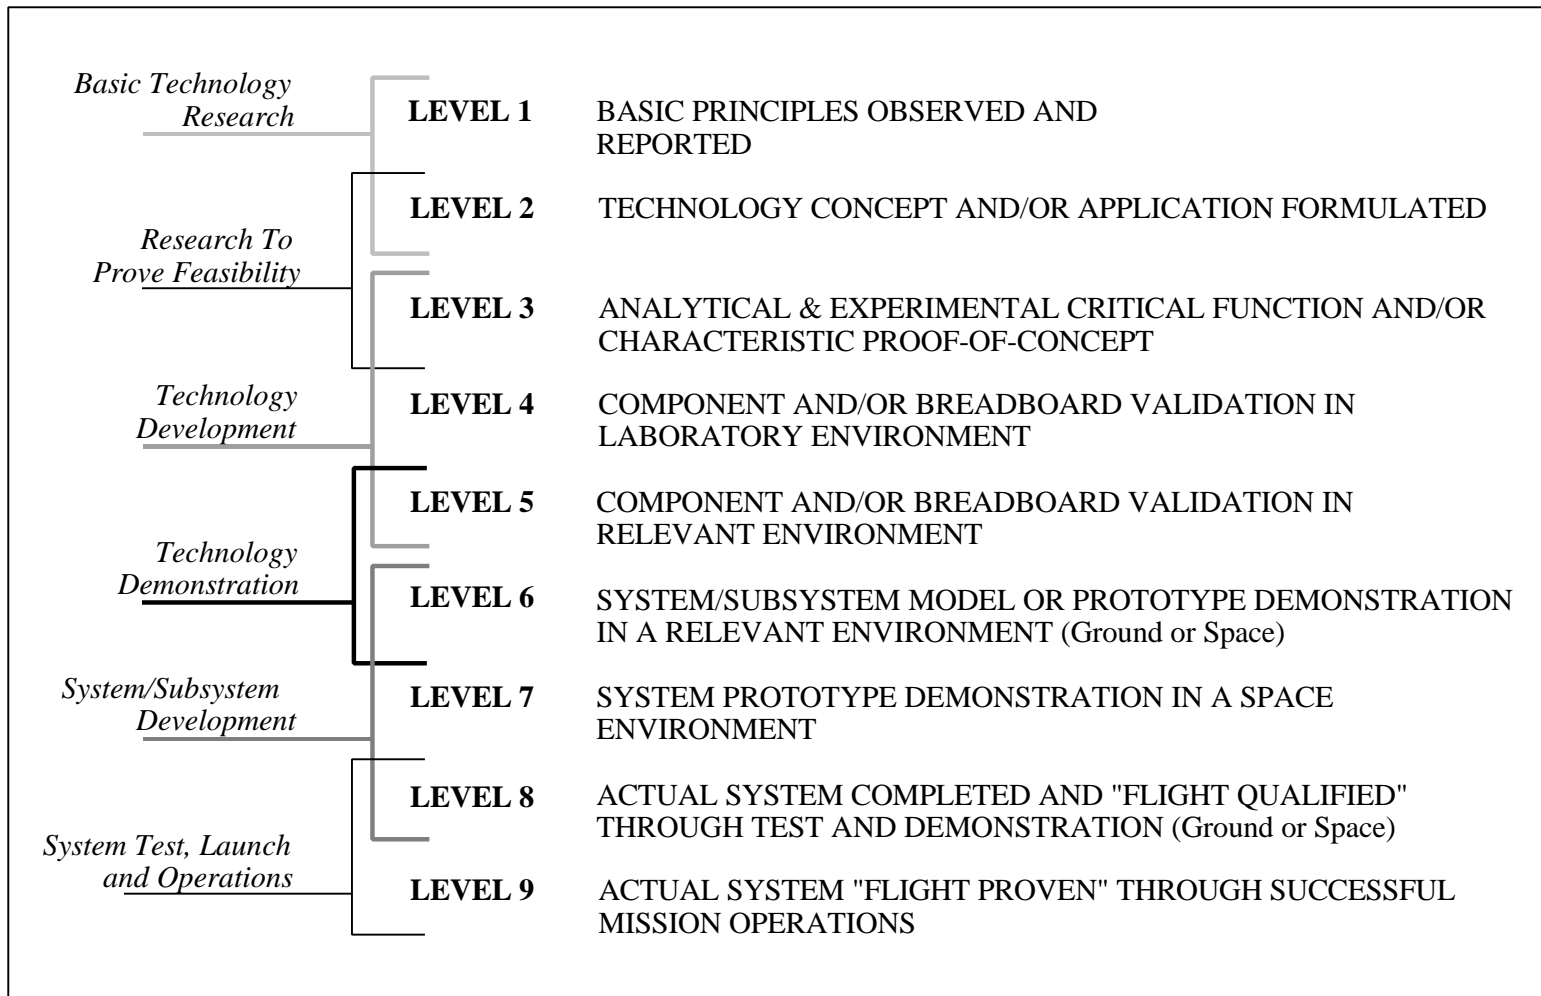 Basic Technology
Research
LEVEL 1
BASIC PRINCIPLES OBSERVED AND
REPORTED
LEVEL 2
TECHNOLOGY CONCEPT AND/OR APPLICATION FORMULATED
Research To
Prove Feasibility
LEVEL 3
ANALYTICAL & EXPERIMENTAL CRITICAL FUNCTION AND/OR
CHARACTERISTIC PROOF-OF-CONCEPT
Technology
Development
LEVEL 4
COMPONENT AND/OR BREADBOARD VALIDATION IN
LABORATORY ENVIRONMENT
LEVEL 5
COMPONENT AND/OR BREADBOARD VALIDATION IN
RELEVANT ENVIRONMENT
Technology
Demonstration
LEVEL 6
SYSTEM/SUBSYSTEM MODEL OR PROTOTYPE DEMONSTRATION
IN A RELEVANT ENVIRONMENT (Ground or Space)
System/Subsystem
Development
LEVEL 7
SYSTEM PROTOTYPE DEMONSTRATION IN A SPACE
ENVIRONMENT
LEVEL 8
ACTUAL SYSTEM COMPLETED AND "FLIGHT QUALIFIED"
THROUGH TEST AND DEMONSTRATION (Ground or Space)
System Test, Launch
and Operations
LEVEL 9
ACTUAL SYSTEM "FLIGHT PROVEN" THROUGH SUCCESSFUL
MISSION OPERATIONS